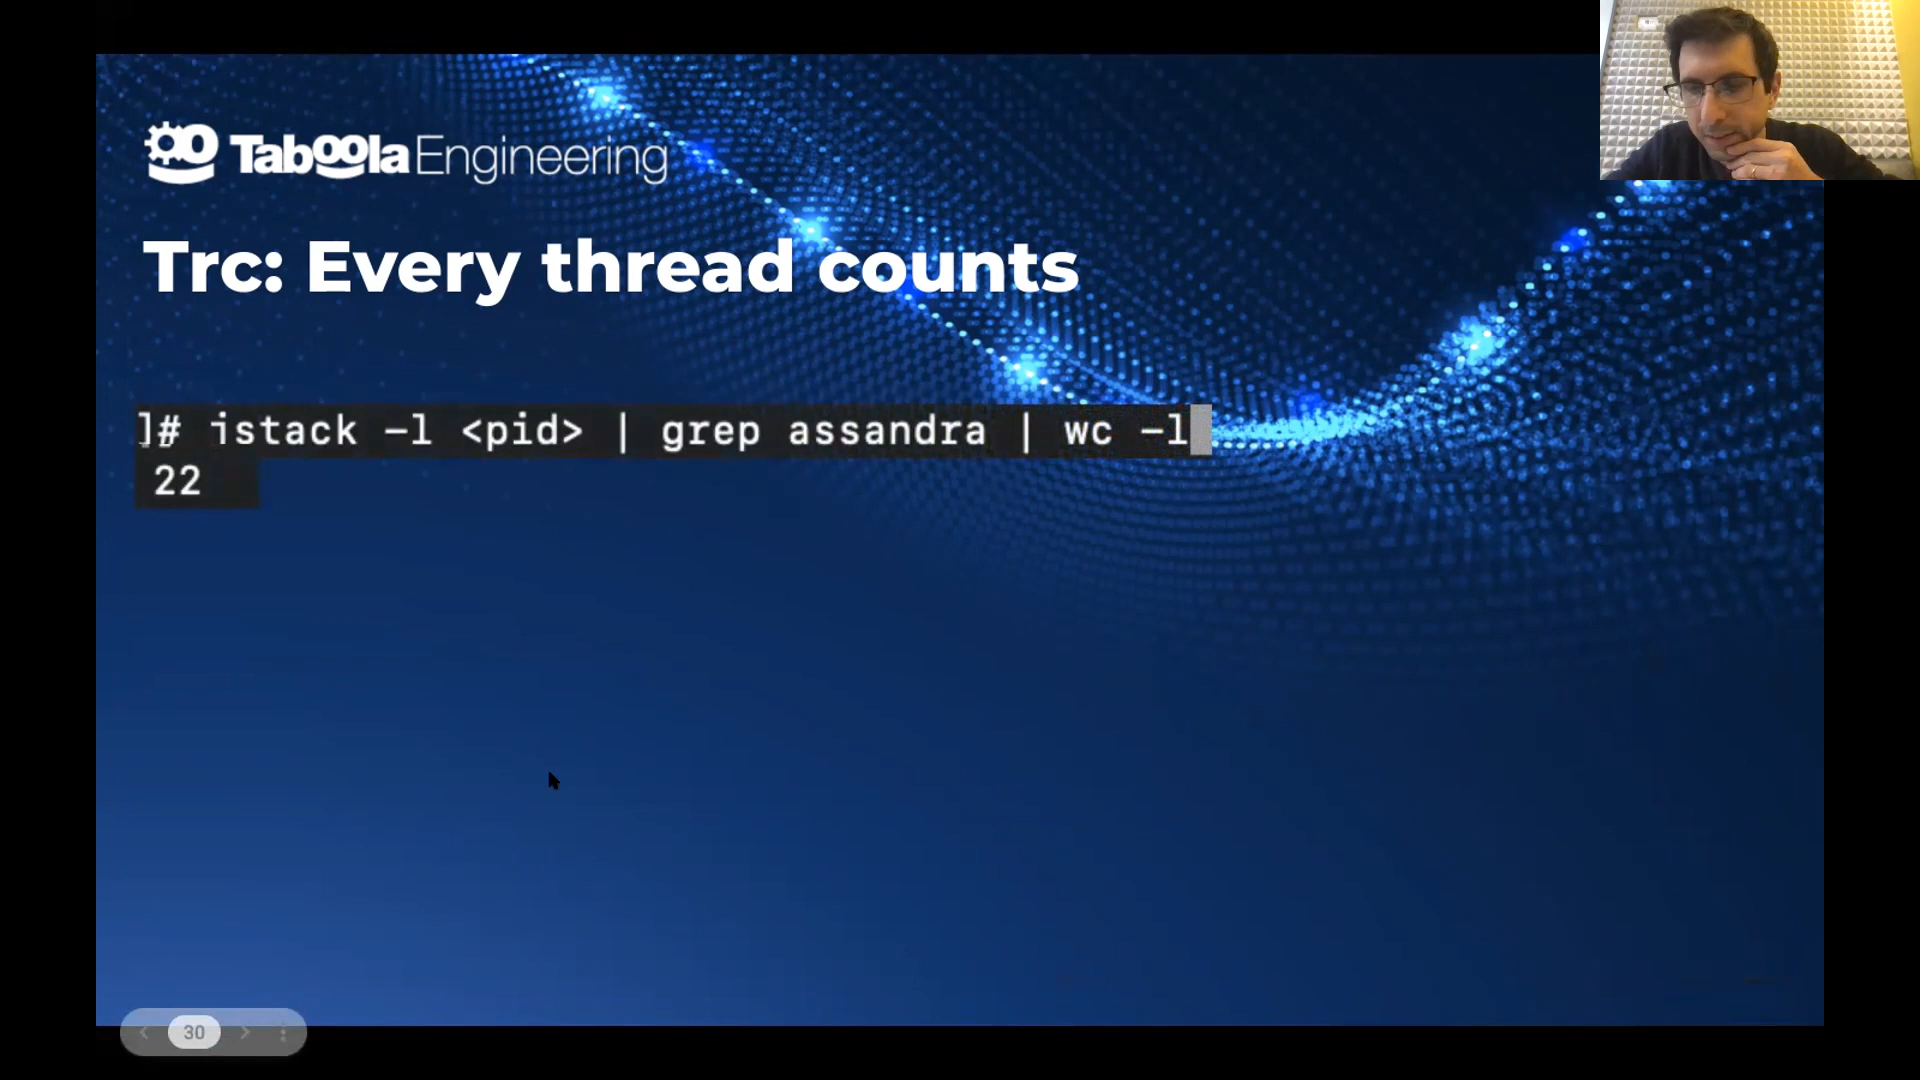 Taboola Engineering
Trc: Every thread counts
]# istack -l <pid> | grep assandra | wc -l
22
30